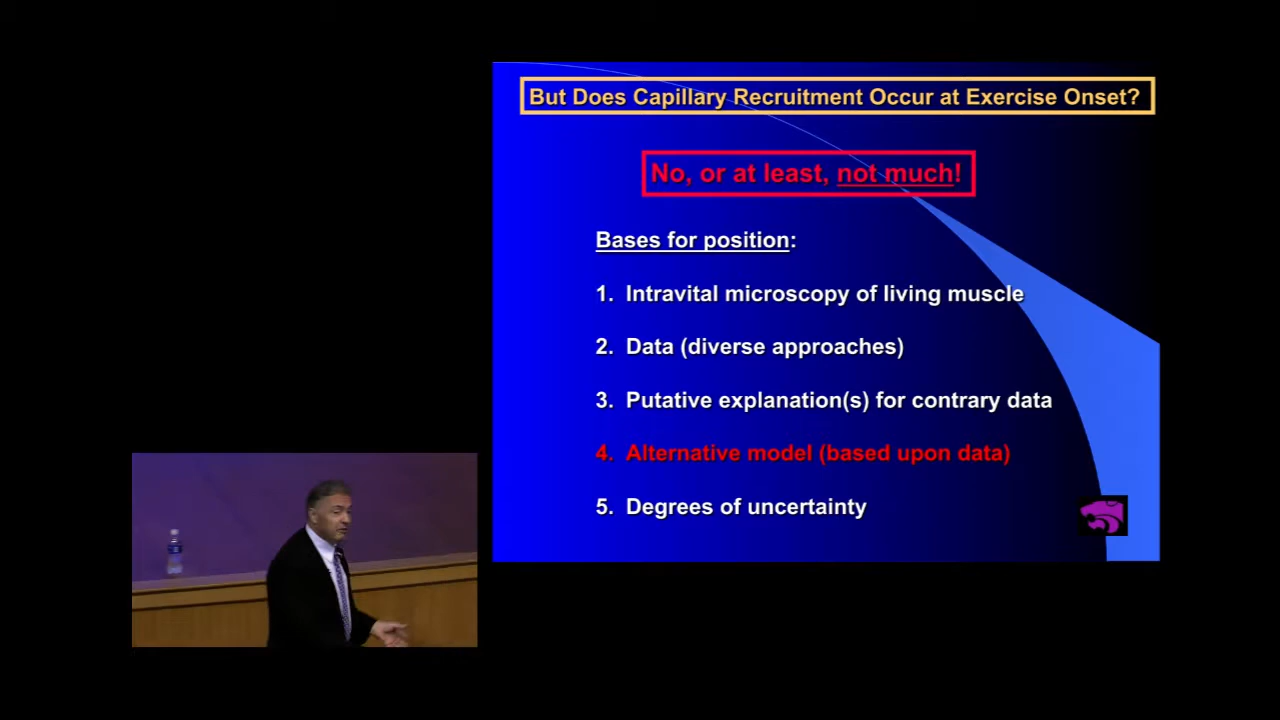 But Does Capillary Recruitment Occur at Exercise Onset?
No, or at least, not much!
Bases for position:
1. Intravital microscopy of living muscle
2. Data (diverse approaches)
3. Putative explanation(s) for contrary data
4. Alternative model (based upon data)
5. Degrees of uncertainty